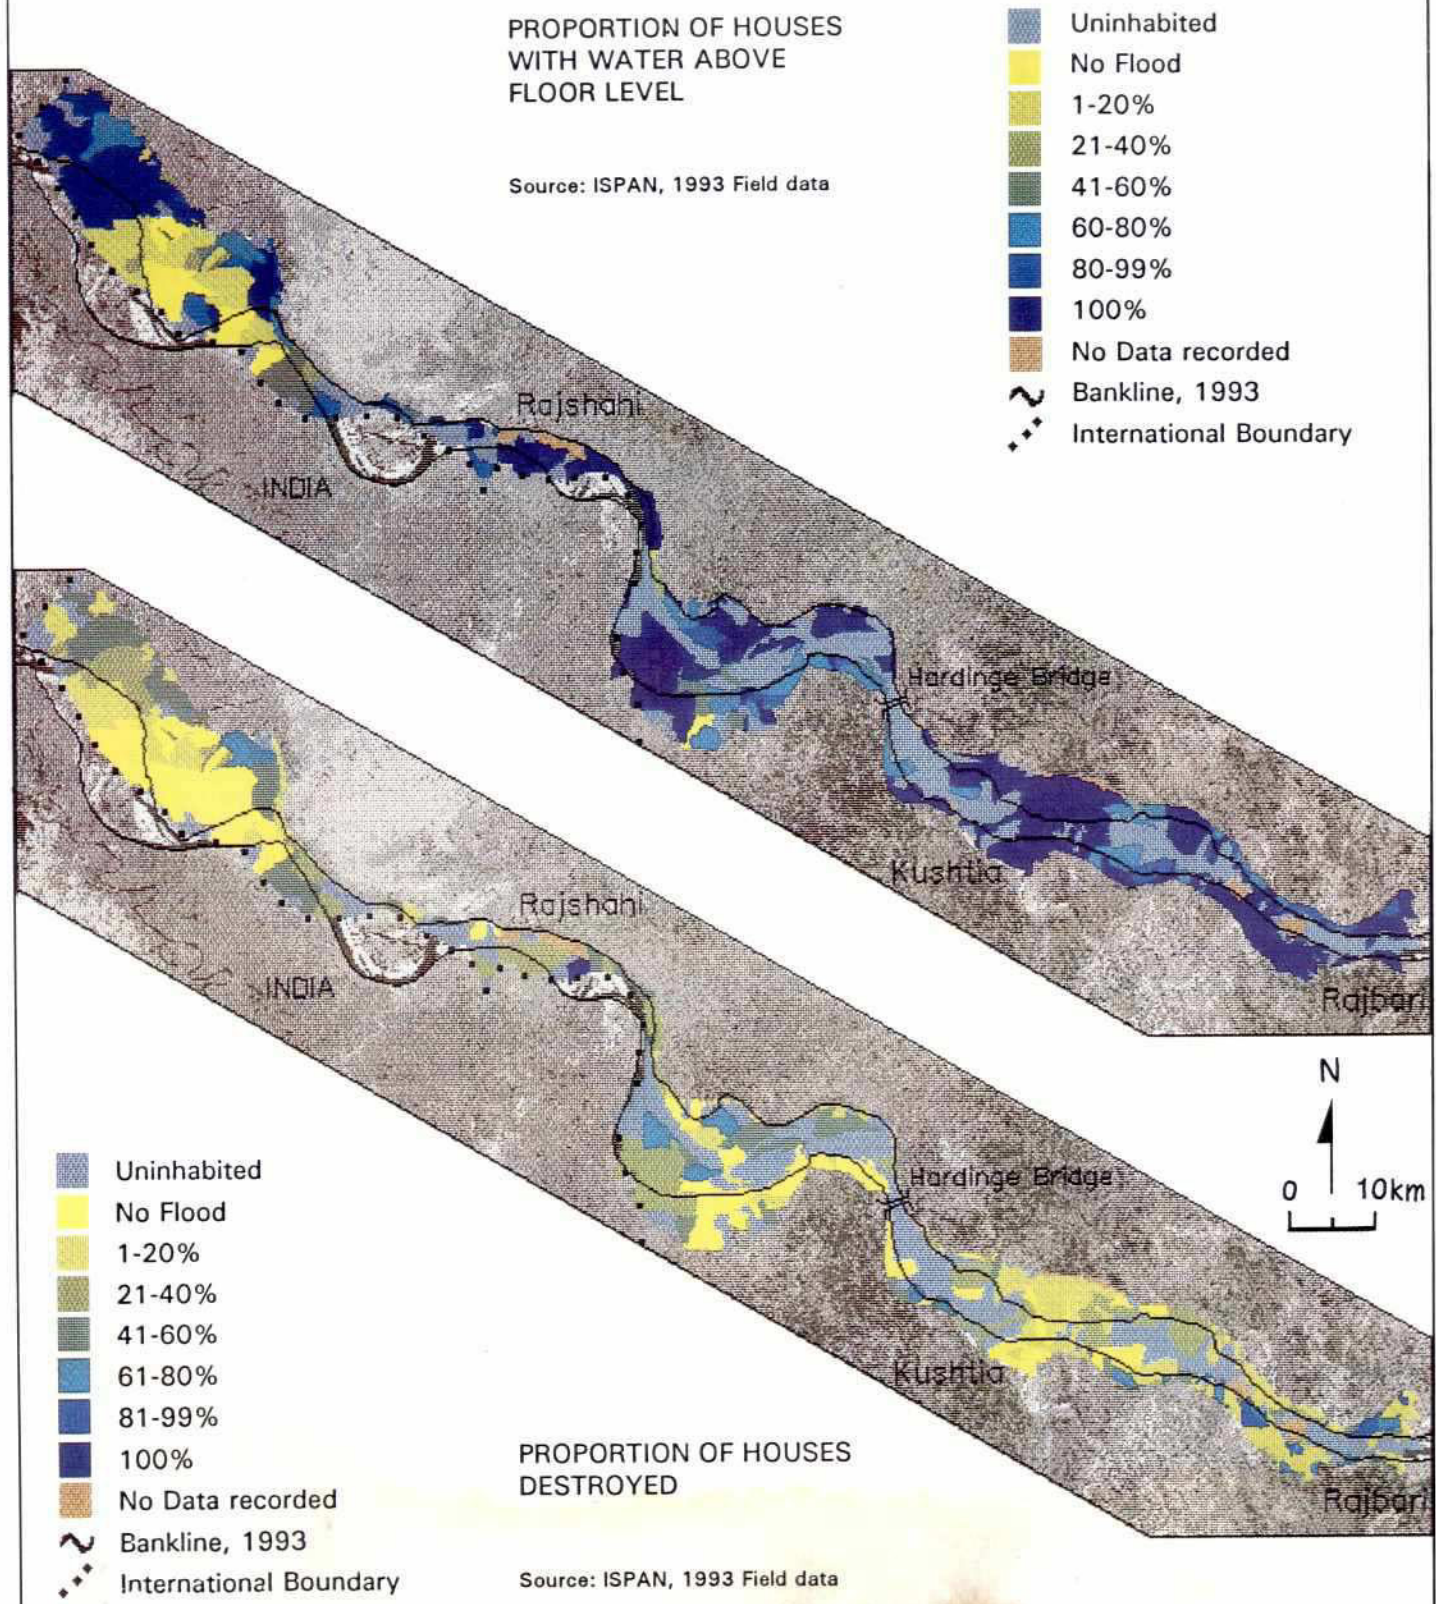 PROPORTION OF HOUSES
WITH WATER ABOVE
FLOOR LEVEL
Source: ISPAN, 1993 Field data
Uninhabited
No Flood
1-20%
21-40%
41-60%
60-80%
80-99%
100%
No Data recorded
Bankline, 1993
International Boundary
Rajshahi
INDIA
Hardinge Bridge
Kushtia
Rajbari
N
0 10km
Rajshahi
INDIA
Hardinge Bridge
Kushtia
Rajbari
Uninhabited
No Flood
1-20%
21-40%
41-60%
61-80%
81-99%
100%
No Data recorded
Bankline, 1993
International Boundary
PROPORTION OF HOUSES
DESTROYED
Source: ISPAN, 1993 Field data